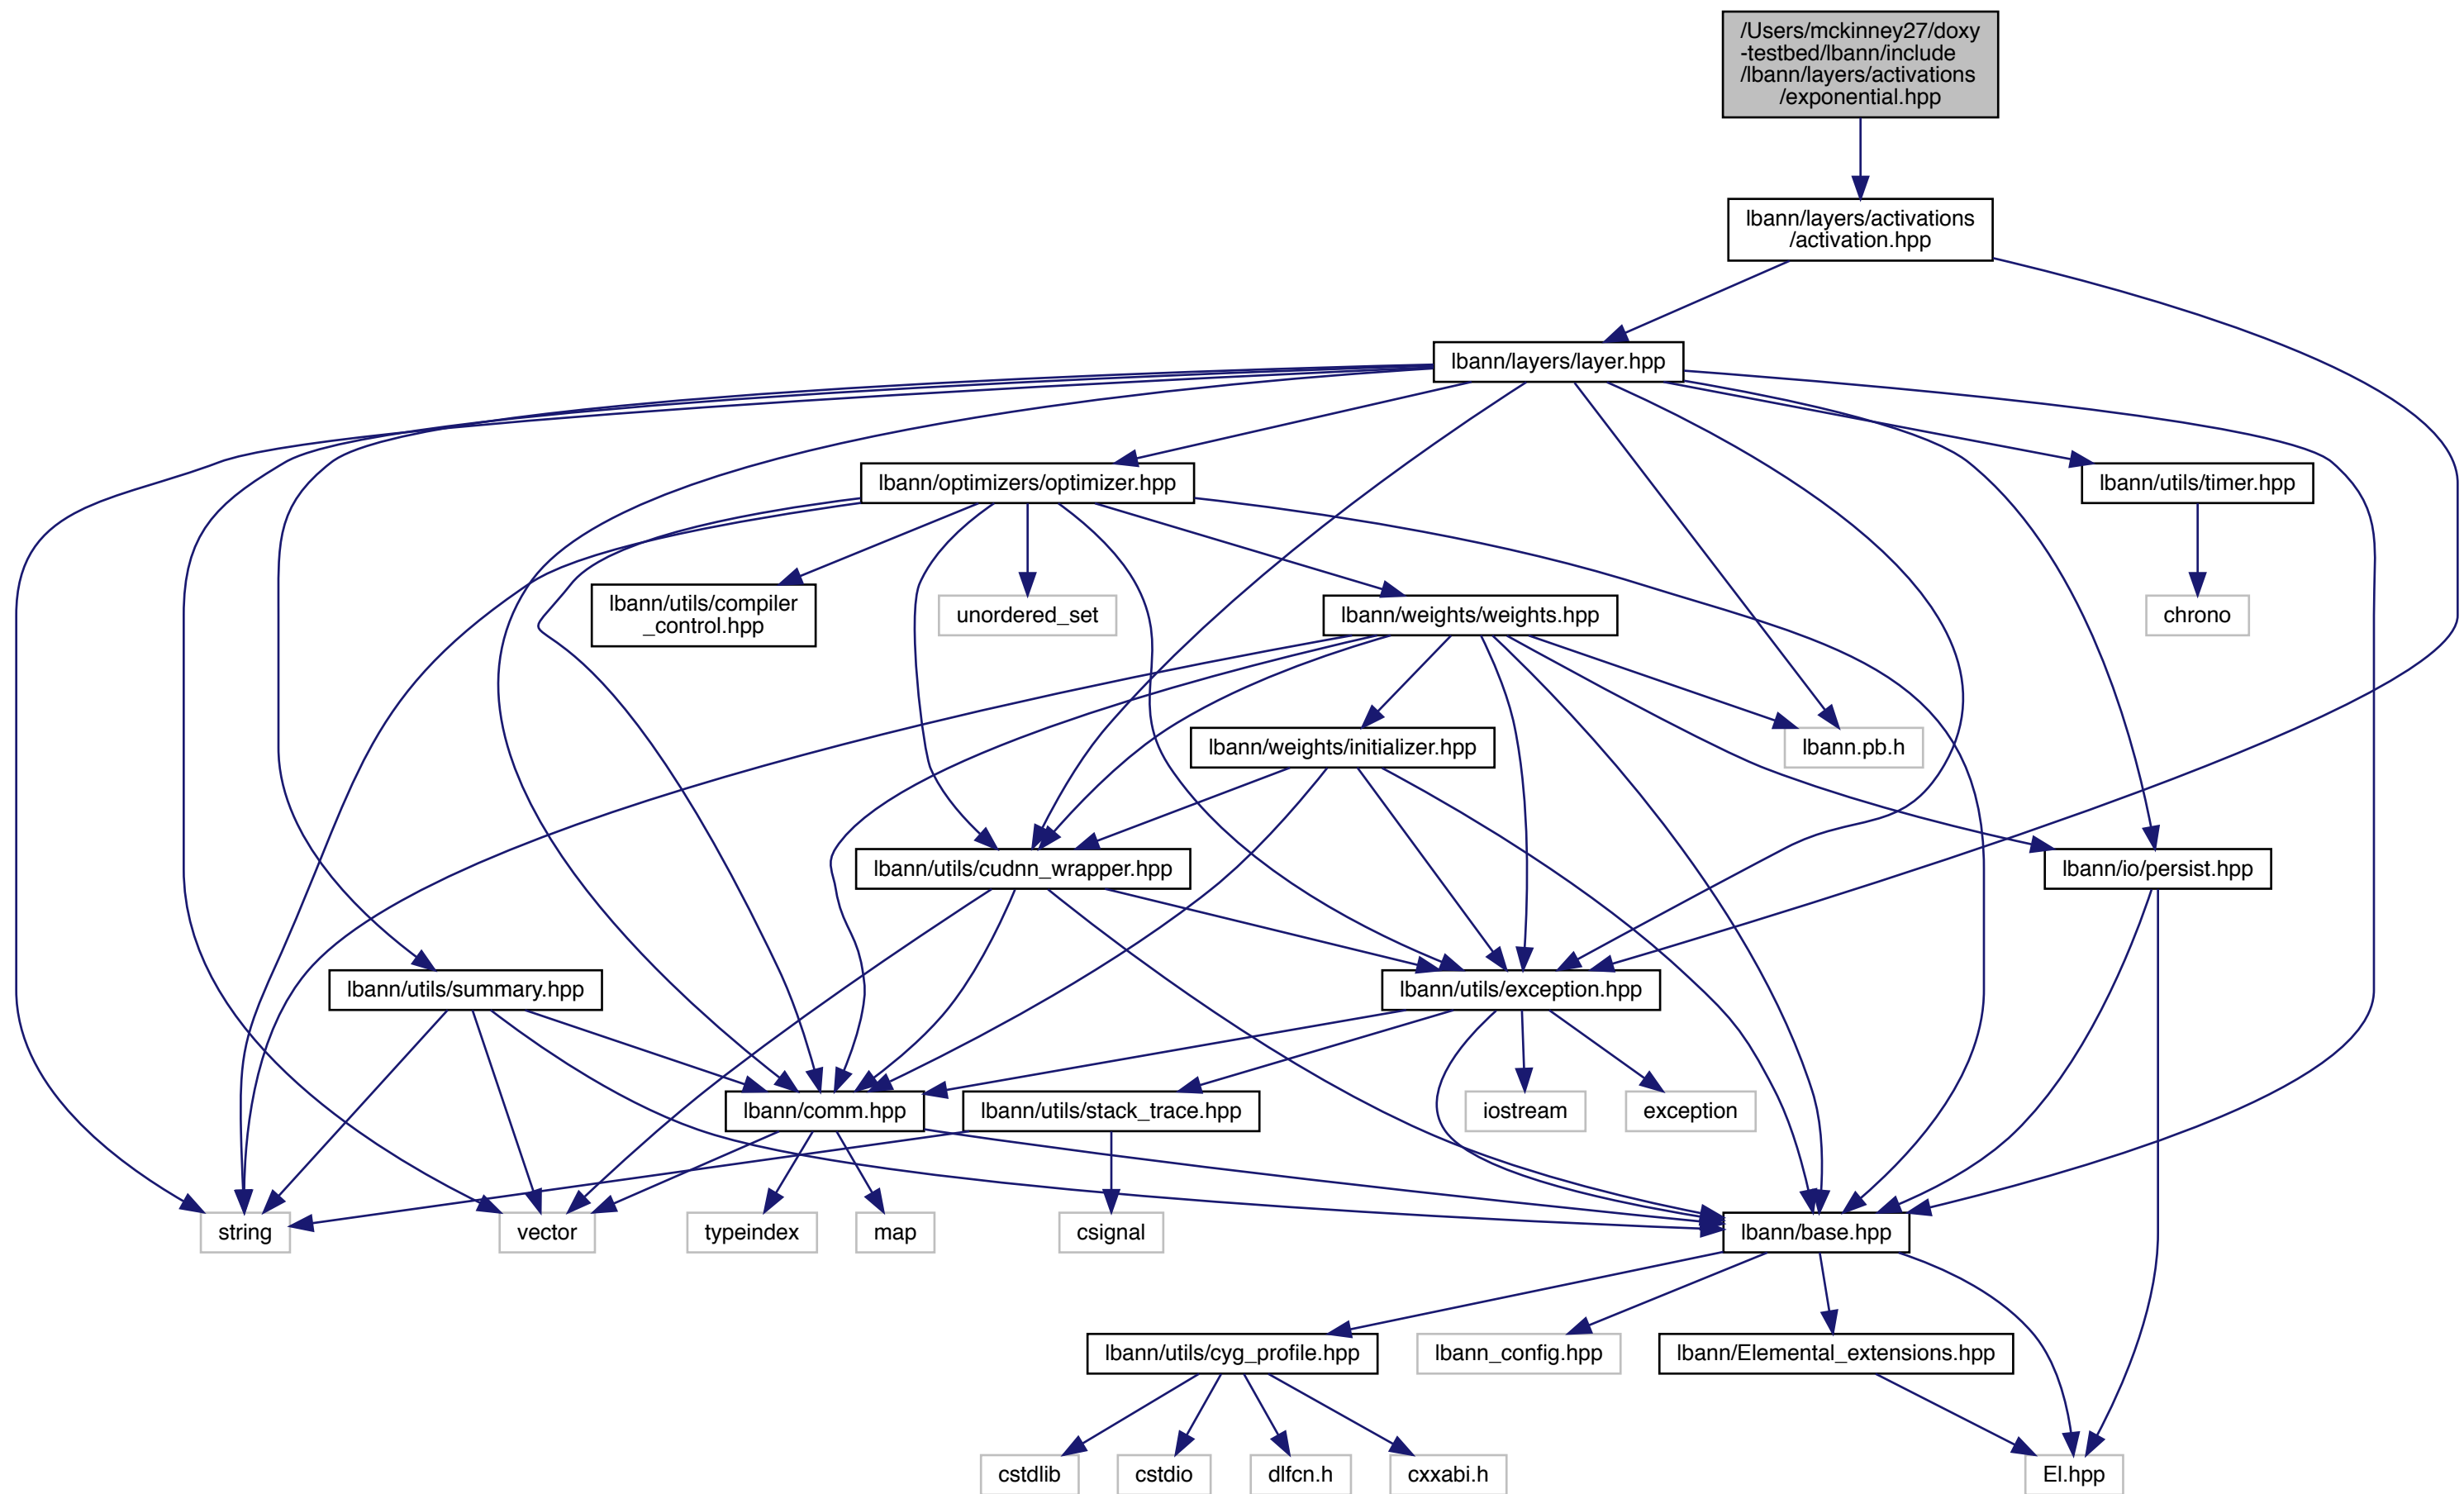 /Users/mckinney27/doxy
-testbed/lbann/include
/lbann/layers/activations
/exponential.hpp
lbann/layers/activations
/activation.hpp
lbann/layers/layer.hpp
lbann/optimizers/optimizer.hpp
lbann/utils/timer.hpp
lbann/utils/compiler
_control.hpp
unordered_set
lbann/weights/weights.hpp
chrono
lbann/weights/initializer.hpp
lbann.pb.h
lbann/utils/cudnn_wrapper.hpp
lbann/io/persist.hpp
lbann/utils/summary.hpp
lbann/utils/exception.hpp
lbann/comm.hpp
lbann/utils/stack_trace.hpp
iostream
exception
string
vector
typeindex
map
csignal
lbann/base.hpp
lbann/utils/cyg_profile.hpp
lbann_config.hpp
lbann/Elemental_extensions.hpp
cstdlib
cstdio
dlfcn.h
cxxabi.h
El.hpp